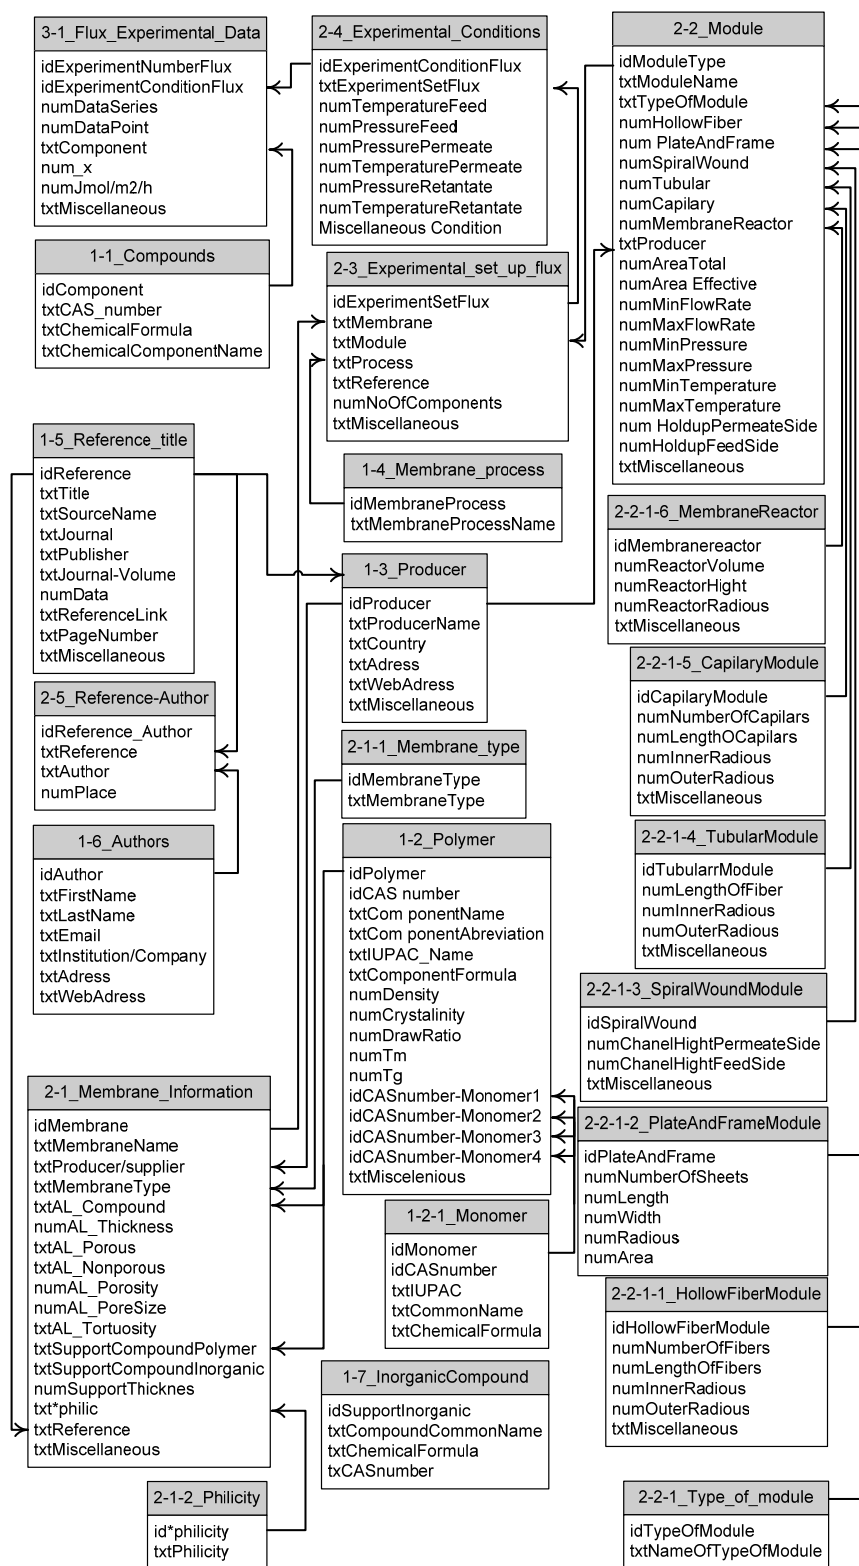 3-1_Flux_Experimental_Data
idExperimentNumberFlux
idExperimentConditionFlux
numDataSeries
numDataPoint
txtComponent
num_x
numJmol/m2/h
txtMiscellaneous
1-1_Compounds
idComponent
txtCAS_number
txtChemicalFormula
txtChemicalComponentName
2-4_Experimental_Conditions
idExperimentConditionFlux
txtExperimentSetFlux
numTemperatureFeed
numPressureFeed
numPressurePermeate
numTemperaturePermeate
numPressureRetantate
numTemperatureRetantate
Miscellaneous Condition
2-3_Experimental_set_up_flux
idExperimentSetFlux
txtMembrane
txtModule
txtProcess
txtReference
numNoOfComponents
txtMiscellaneous
2-2_Module
idModuleType
txtModuleName
txtTypeOfModule
numHollowFiber
num PlateAndFrame
numSpiralWound
numTubular
numCapilary
numMembraneReactor
txtProducer
numAreaTotal
numArea Effective
numMinFlowRate
numMaxFlowRate
numMinPressure
numMaxPressure
numMinTemperature
numMaxTemperature
num HoldupPermeateSide
numHoldupFeedSide
txtMiscellaneous
1-5_Reference_title
idReference
txtTitle
txtSourceName
txtJournal
txtPublisher
txtJournal-Volume
numData
txtReferenceLink
txtPageNumber
txtMiscellaneous
1-4_Membrane_process
idMembraneProcess
txtMembraneProcessName
2-2-1-6_MembraneReactor
idMembranereactor
numReactorVolume
numReactorHight
numReactorRadious
txtMiscellaneous
1-3_Producer
idProducer
txtProducerName
txtCountry
txtAdress
txtWebAdress
txtMiscellaneous
2-5_Reference-Author
idReference_Author
txtReference
txtAuthor
numPlace
2-2-1-5_CapilaryModule
idCapilaryModule
numNumberOfCapilars
numLengthOCapilars
numInnerRadious
numOuterRadious
txtMiscellaneous
2-1-1_Membrane_type
idMembraneType
txtMembraneType
1-6_Authors
idAuthor
txtFirstName
txtLastName
txtEmail
txtInstitution/Company
txtAdress
txtWebAdress
1-2_Polymer
idPolymer
idCAS number
txtCom ponentName
txtCom ponentAbreviation
txtIUPAC_Name
txtComponentFormula
numDensity
numCrystalinity
numDrawRatio
numTm
numTg
idCASnumber-Monomer1
idCASnumber-Monomer2
idCASnumber-Monomer3
idCASnumber-Monomer4
txtMiscelenious
2-2-1-4_TubularModule
idTubularrModule
numLengthOfFiber
numInnerRadious
numOuterRadious
txtMiscellaneous
2-2-1-3_SpiralWoundModule
idSpiralWound
numChanelHightPermeateSide
numChanelHightFeedSide
txtMiscellaneous
2-1_Membrane_Information
idMembrane
txtMembraneName
txtProducer/supplier
txtMembraneType
txtAL_Compound
numAL_Thickness
txtAL_Porous
txtAL_Nonporous
numAL_Porosity
numAL_PoreSize
txtAL_Tortuosity
txtSupportCompoundPolymer
txtSupportCompoundInorganic
numSupportThicknes
txt*philic
txtReference
txtMiscellaneous
2-2-1-2_PlateAndFrameModule
idPlateAndFrame
numNumberOfSheets
numLength
numWidth
numRadious
numArea
1-2-1_Monomer
idMonomer
idCASnumber
txtIUPAC
txtCommonName
txtChemicalFormula
2-2-1-1_HollowFiberModule
idHollowFiberModule
numNumberOfFibers
numLengthOfFibers
numInnerRadious
numOuterRadious
txtMiscellaneous
1-7_InorganicCompound
idSupportInorganic
txtCompoundCommonName
txtChemicalFormula
txCASnumber
2-1-2_Philicity
id*philicity
txtPhilicity
2-2-1_Type_of_module
idTypeOfModule
txtNameOfTypeOfModule